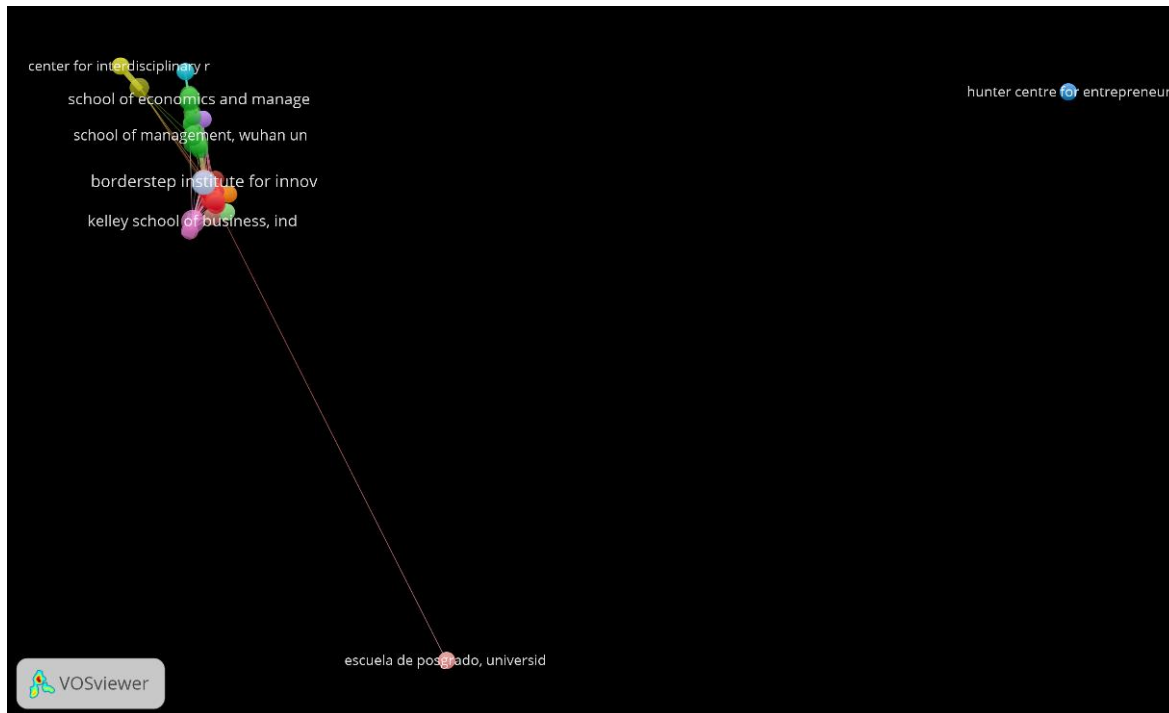 center for interdisciplinary r
school of economics and manage
school of management, wuhan un
borderstep institute for innov
kelley school of business, ind
hunter centre for entrepreneur
escuela de posgrado, universid
VOSviewer